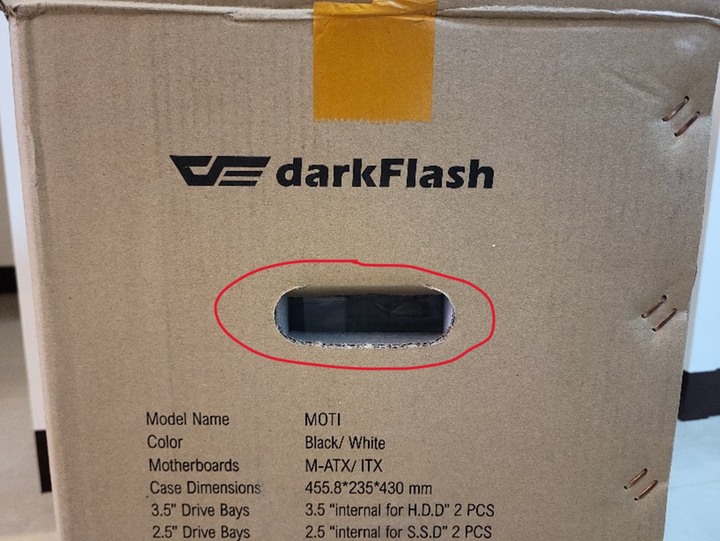 darkFlash
Model Name MOTI
Color Black/ White
Motherboards M-ATX/ ITX
Case Dimensions 455.8*235*430 mm
3.5" Drive Bays 3.5 "internal for H.D.D" 2 PCS
2.5" Drive Bays 2.5 "internal for S.S.D" 2 PCS